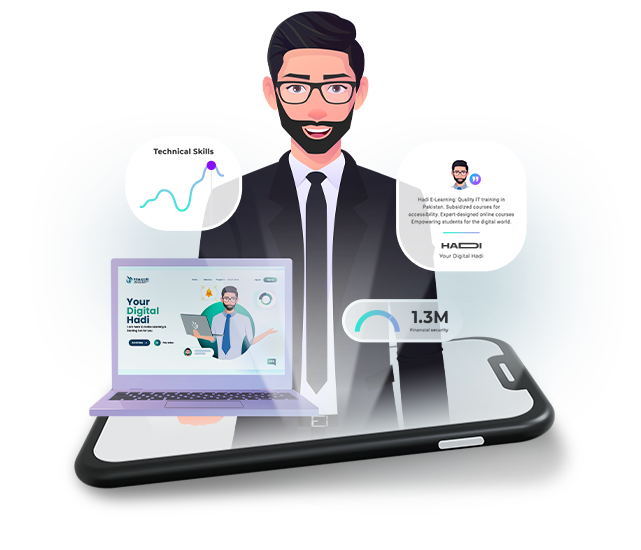 Technical Skills
Hadi E-Learning: Quality IT training in
Pakistan. Subsidized courses for
accessibility. Expert-designed online courses
Empowering students for the digital world.
HADI
Your Digital Hadi
1.3M
Financial security
Your
Digital
Hadi